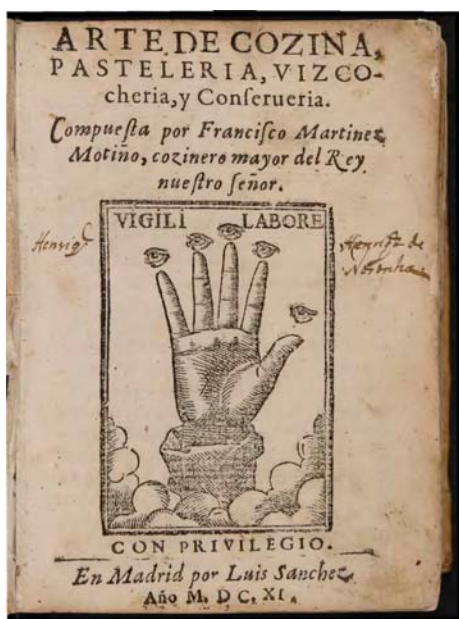 ARTE DE COZINA,
PASTELERIA, VIZCO-
cheria, y Conſerueria.
Compueſta por Franciſco Martinez
Motiño, cozinero mayor del Rey
nueſtro ſeñor.
VIGILI LABORE
CON PRIVILEGIO.
En Madrid por Luis Sanchez
Año M. DC. XI.